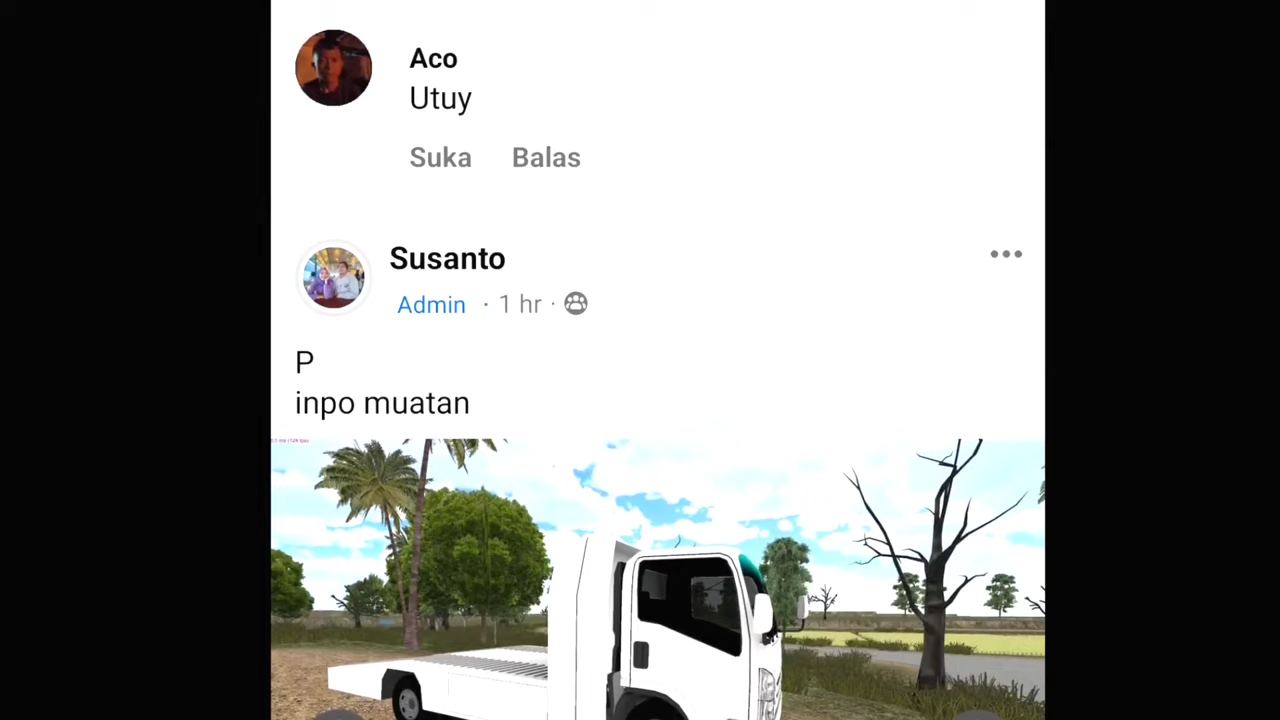 Aco
Utuy
Suka Balas
Susanto
Admin · 1 hr ·
P
inpo muatan